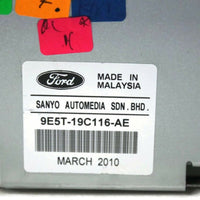 Ford
MADE IN
MALAYSIA
SANYO AUTOMEDIA SDN. BHD.
9E5T-19C116-AE
MARCH 2010